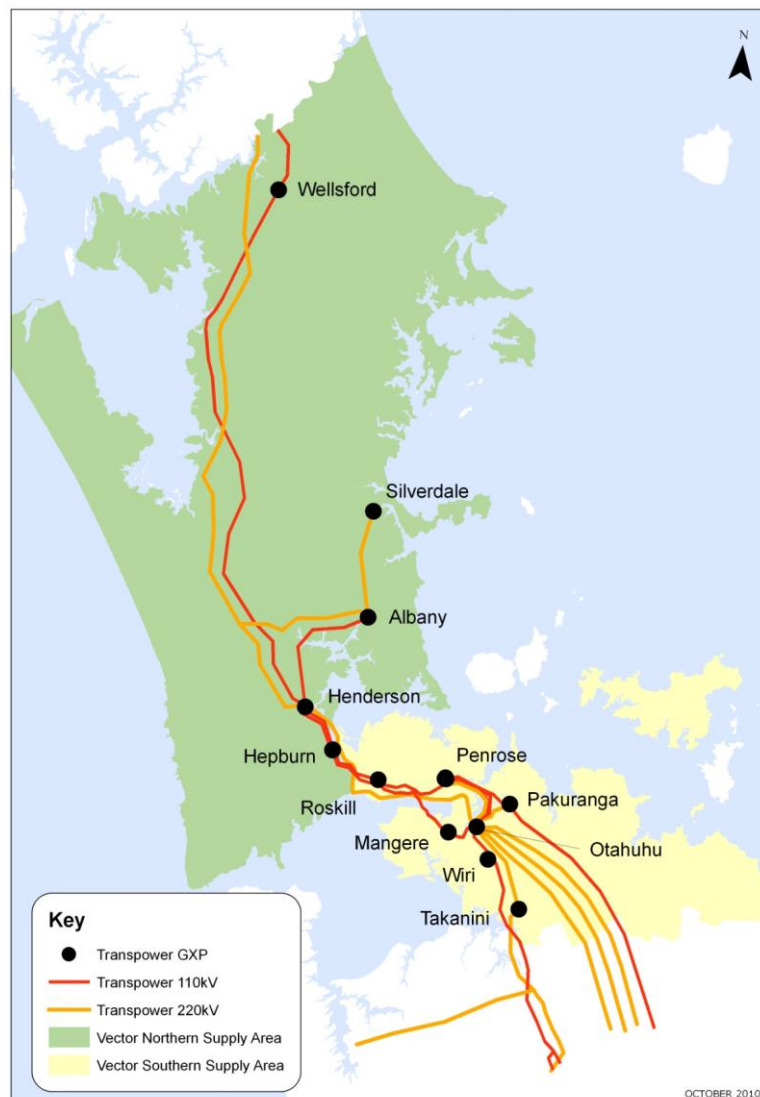 N
Wellsford
Silverdale
Albany
Henderson
Hepburn
Penrose
Roskill
Pakuranga
Mangere
Otahuhu
Wiri
Takanini
Key
Transpower GXP
Transpower 110kV
Transpower 220kV
Vector Northern Supply Area
Vector Southern Supply Area
OCTOBER 2010